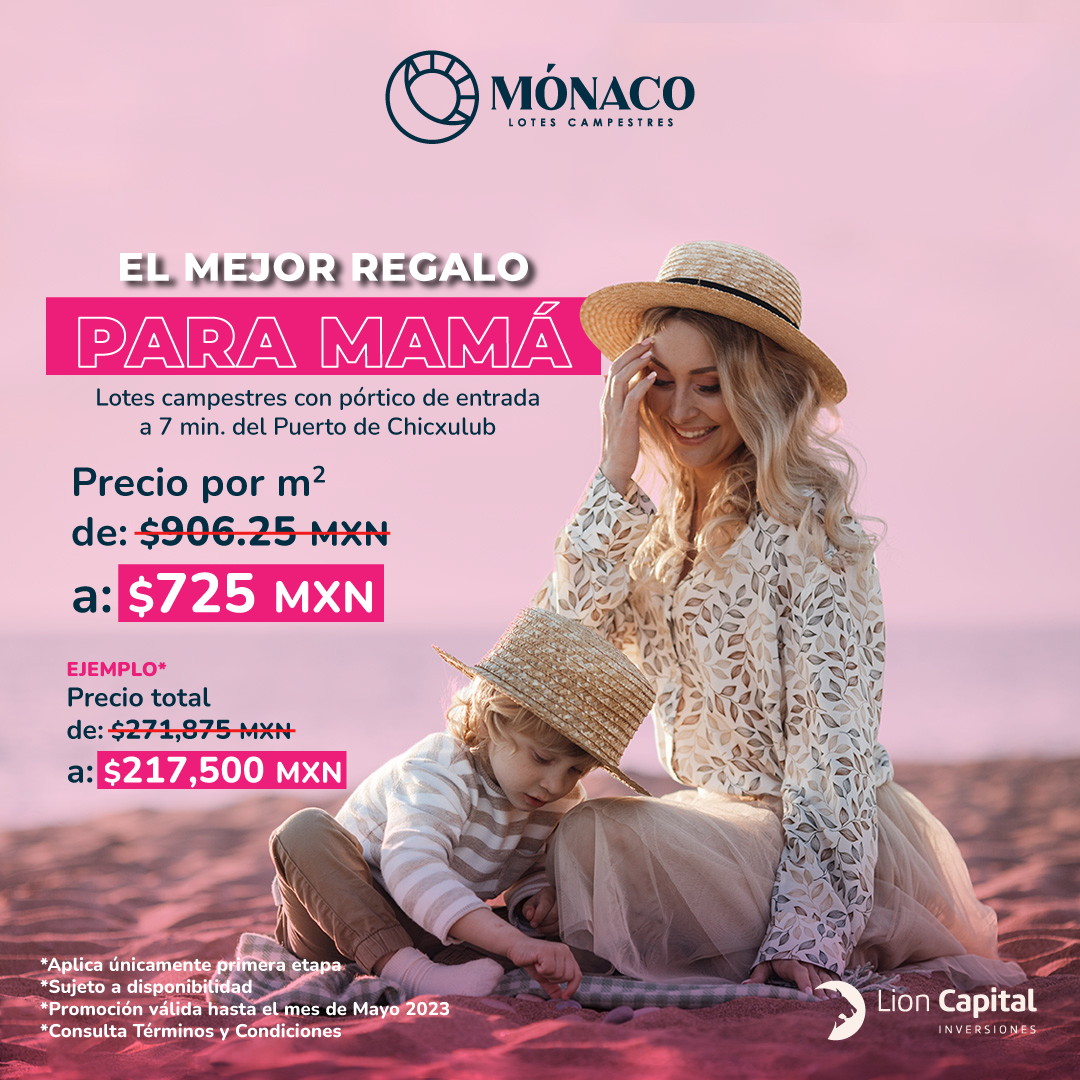 MÓNACO
LOTES CAMPESTRES
EL MEJOR REGALO
PARA MAMÁ
Lotes campestres con pórtico de entrada
a 7 min. del Puerto de Chicxulub
Precio por m²
de: $906.25 MXN
a: $725 MXN
EJEMPLO*
Precio total
de: $271,875 MXN
a: $217,500 MXN
*Aplica únicamente primera etapa
*Sujeto a disponibilidad
*Promoción válida hasta el mes de Mayo 2023
*Consulta Términos y Condiciones
Lion Capital
INVERSIONES